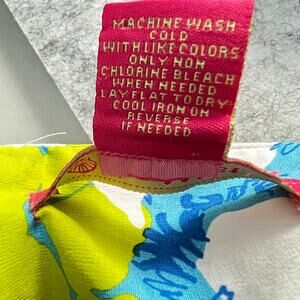 MACHINE WASH
COLD
WITH LIKE COLORS
ONLY NON
CHLORINE BLEACH
WHEN NEEDED
LAY FLAT TO DRY
COOL IRON ON
REVERSE
IF NEEDED